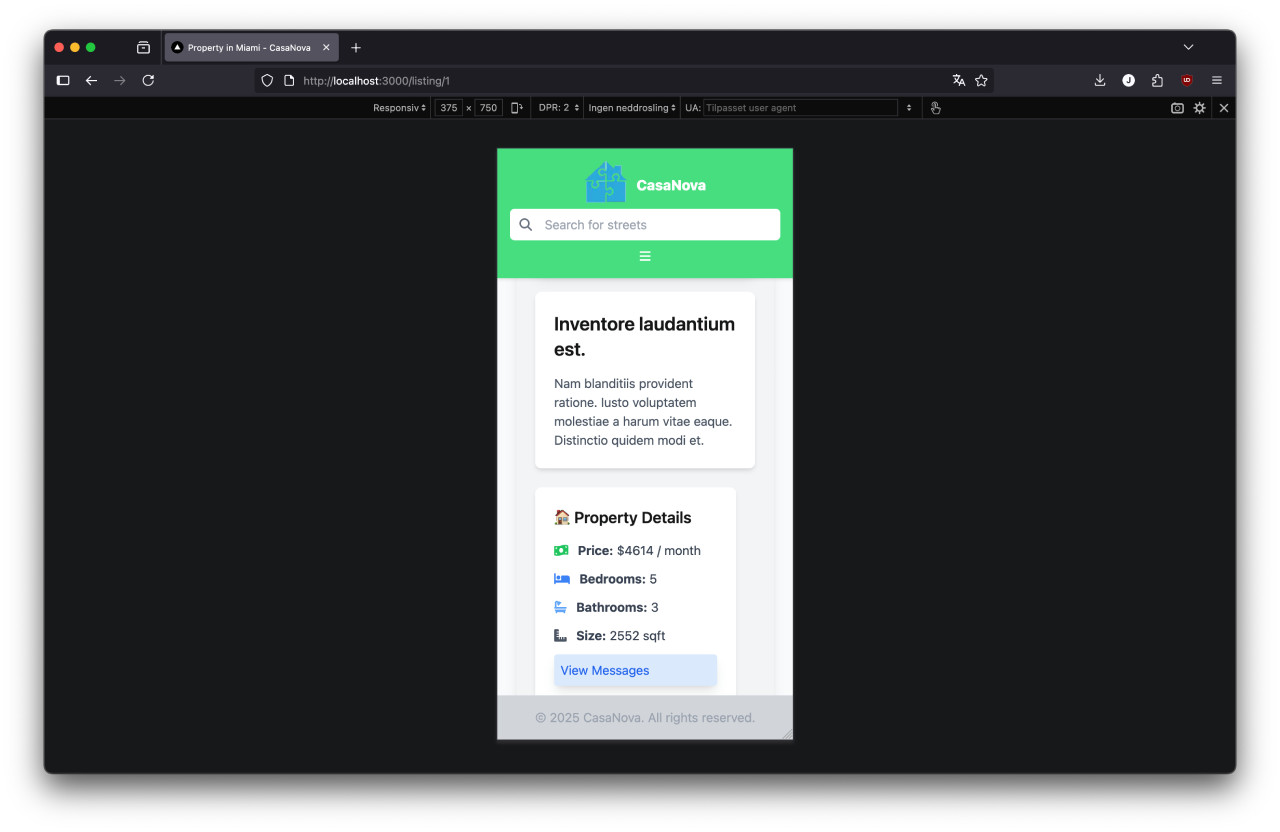 Property in Miami - CasaNova
http://localhost:3000/listing/1
J
UD
Responsiv 375 × 750 DPR: 2 Ingen neddrosling UA: Tilpasset user agent
CasaNova
Search for streets
Inventore laudantium
est.
Nam blanditiis provident
ratione. Iusto voluptatem
molestiae a harum vitae eaque.
Distinctio quidem modi et.
Property Details
Price: $4614 / month
Bedrooms: 5
Bathrooms: 3
Size: 2552 sqft
View Messages
© 2025 CasaNova. All rights reserved.